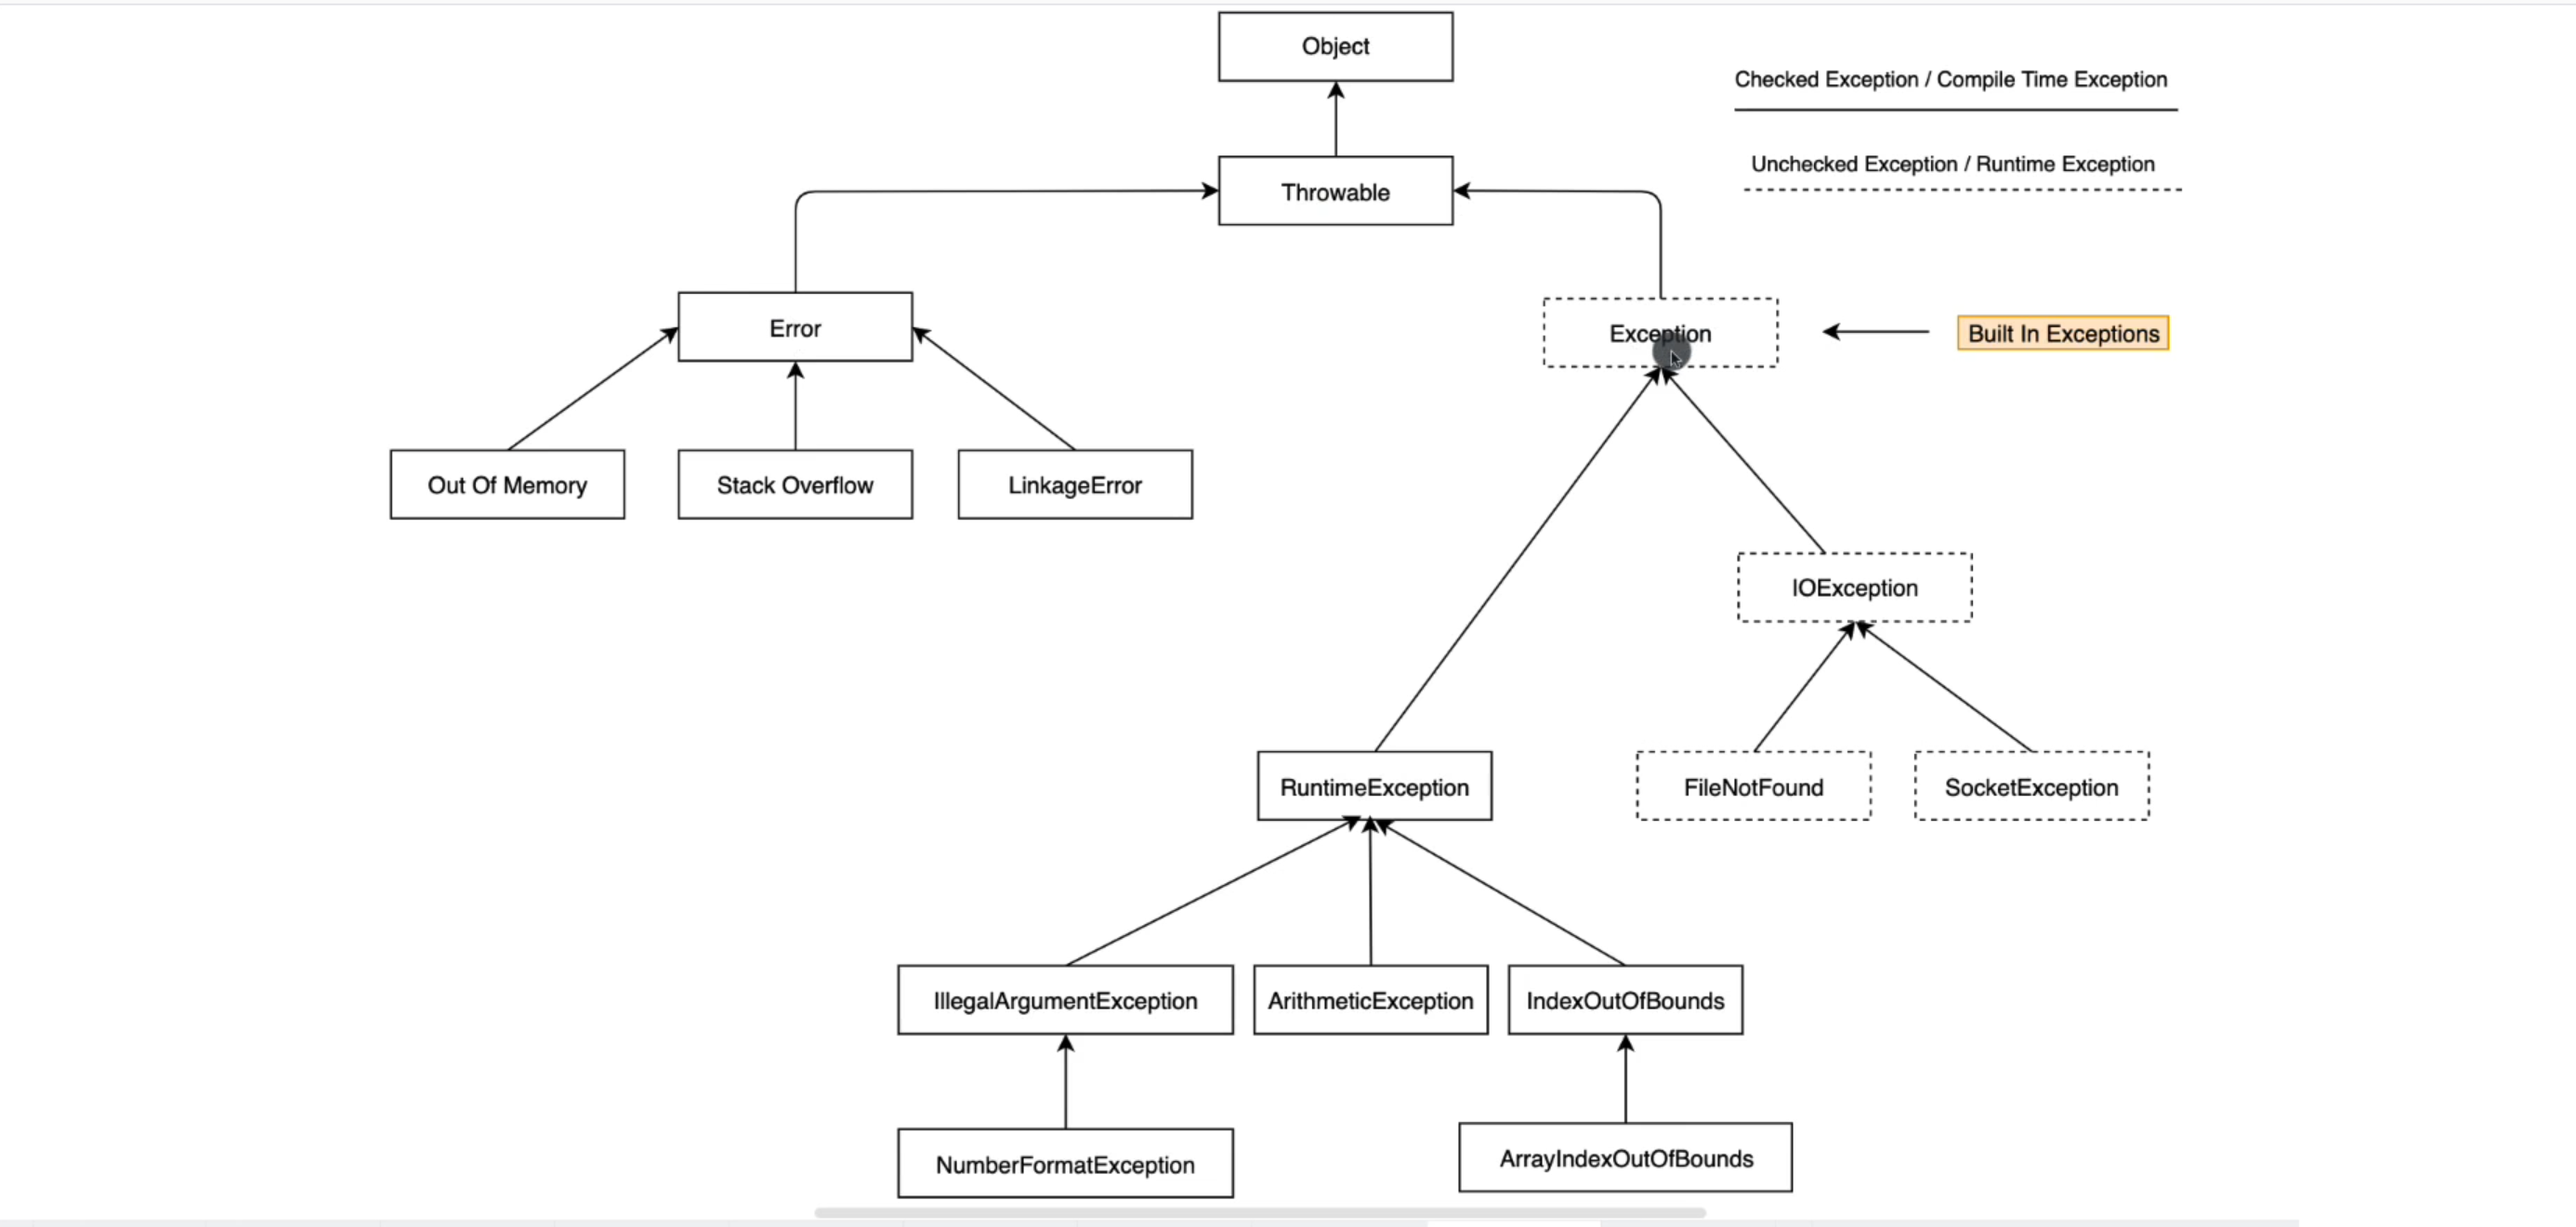 Object
Checked Exception / Compile Time Exception
Unchecked Exception / Runtime Exception
Throwable
Error
Exception
Built In Exceptions
Out Of Memory
Stack Overflow
LinkageError
IOException
RuntimeException
FileNotFound
SocketException
IllegalArgumentException
ArithmeticException
IndexOutOfBounds
NumberFormatException
ArrayIndexOutOfBounds